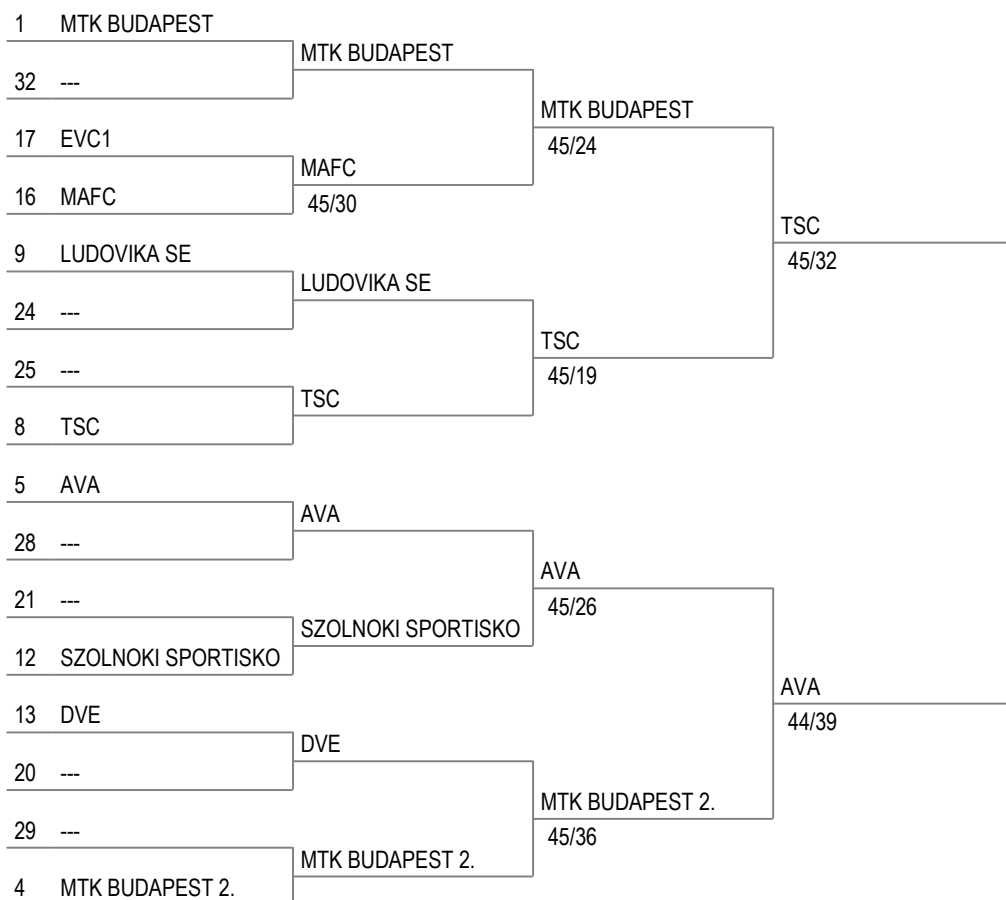 1 MTK BUDAPEST
MTK BUDAPEST
32 ---
MTK BUDAPEST
45/24
17 EVC1
MAFC
45/30
16 MAFC
TSC
45/32
9 LUDOVIKA SE
LUDOVIKA SE
24 ---
TSC
45/19
25 ---
TSC
8 TSC
5 AVA
AVA
28 ---
AVA
45/26
21 ---
SZOLNOKI SPORTISKO
12 SZOLNOKI SPORTISKO
AVA
44/39
13 DVE
DVE
20 ---
MTK BUDAPEST 2.
45/36
29 ---
MTK BUDAPEST 2.
4 MTK BUDAPEST 2.